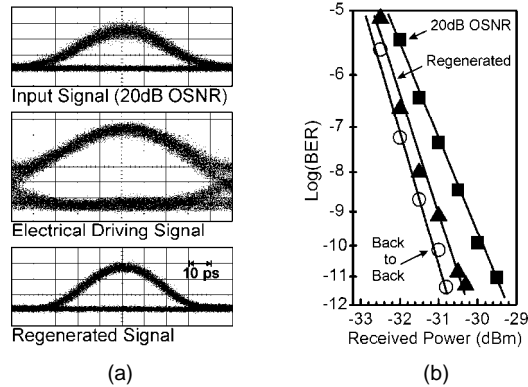 Input Signal (20dB OSNR)
Electrical Driving Signal
10 ps
Regenerated Signal
(a)
-5
-6
-7
-8
-9
-10
-11
-12
Log(BER)
20dB OSNR
Regenerated
Back
to
Back
-33 -32 -31 -30 -29
Received Power (dBm)
(b)